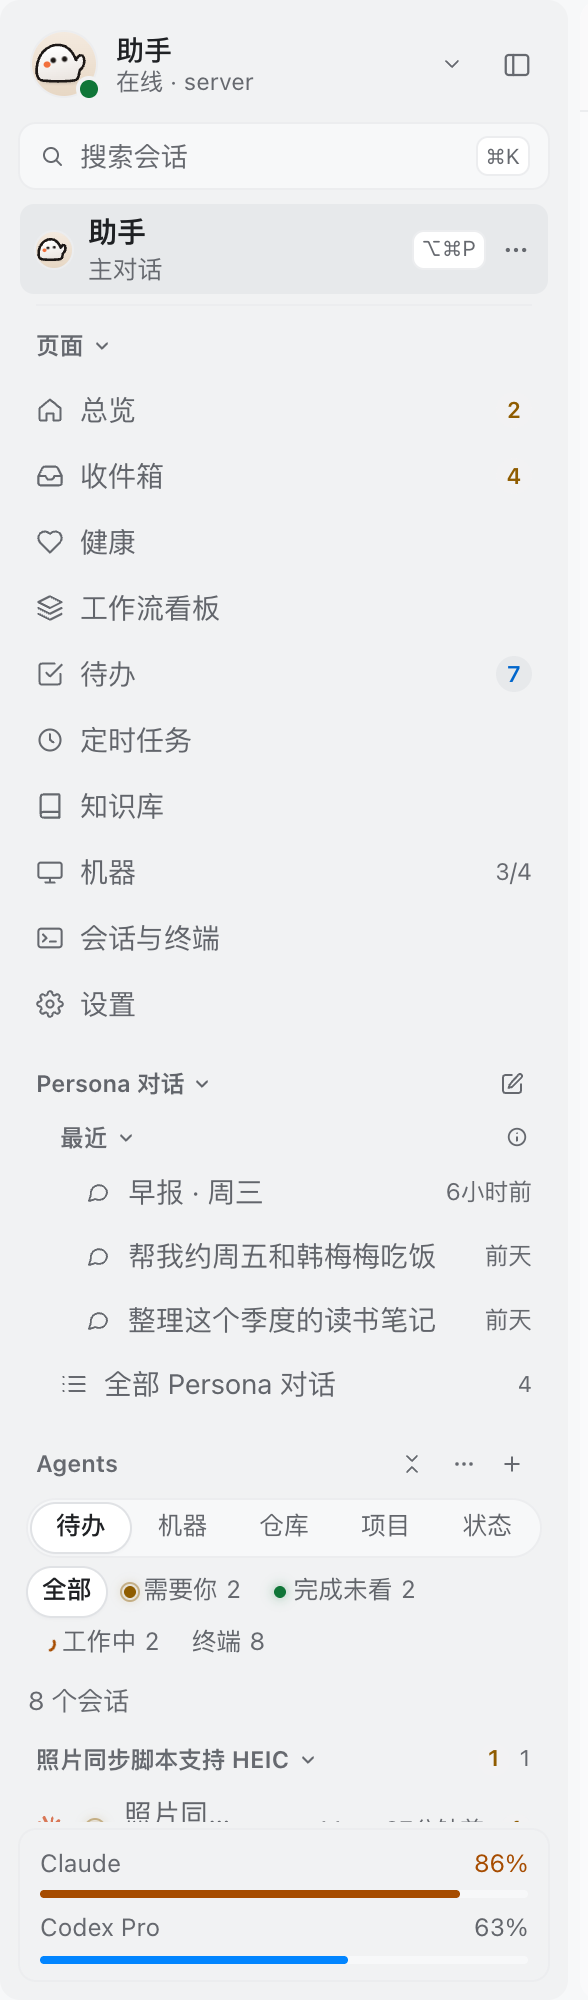 助手
在线 · server
搜索会话 ⌘K
助手
主对话 ⌥⌘P
页面
总览 2
收件箱 4
健康
工作流看板
待办 7
定时任务
知识库
机器 3/4
会话与终端
设置
Persona 对话
最近
早报 · 周三 6小时前
帮我约周五和韩梅梅吃饭 前天
整理这个季度的读书笔记 前天
全部 Persona 对话 4
Agents
待办 机器 仓库 项目 状态
全部 需要你 2 完成未看 2
工作中 2 终端 8
8 个会话
照片同步脚本支持 HEIC 1 1
照片同...
Claude 86%
Codex Pro 63%